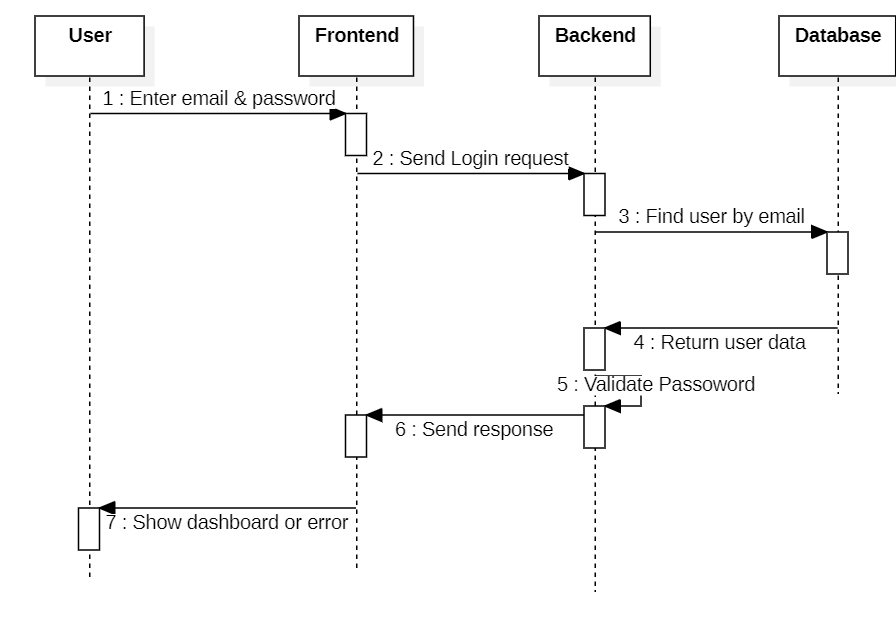 User
Frontend
Backend
Database
1 : Enter email & password
2 : Send Login request
3 : Find user by email
4 : Return user data
5 : Validate Passoword
6 : Send response
7 : Show dashboard or error